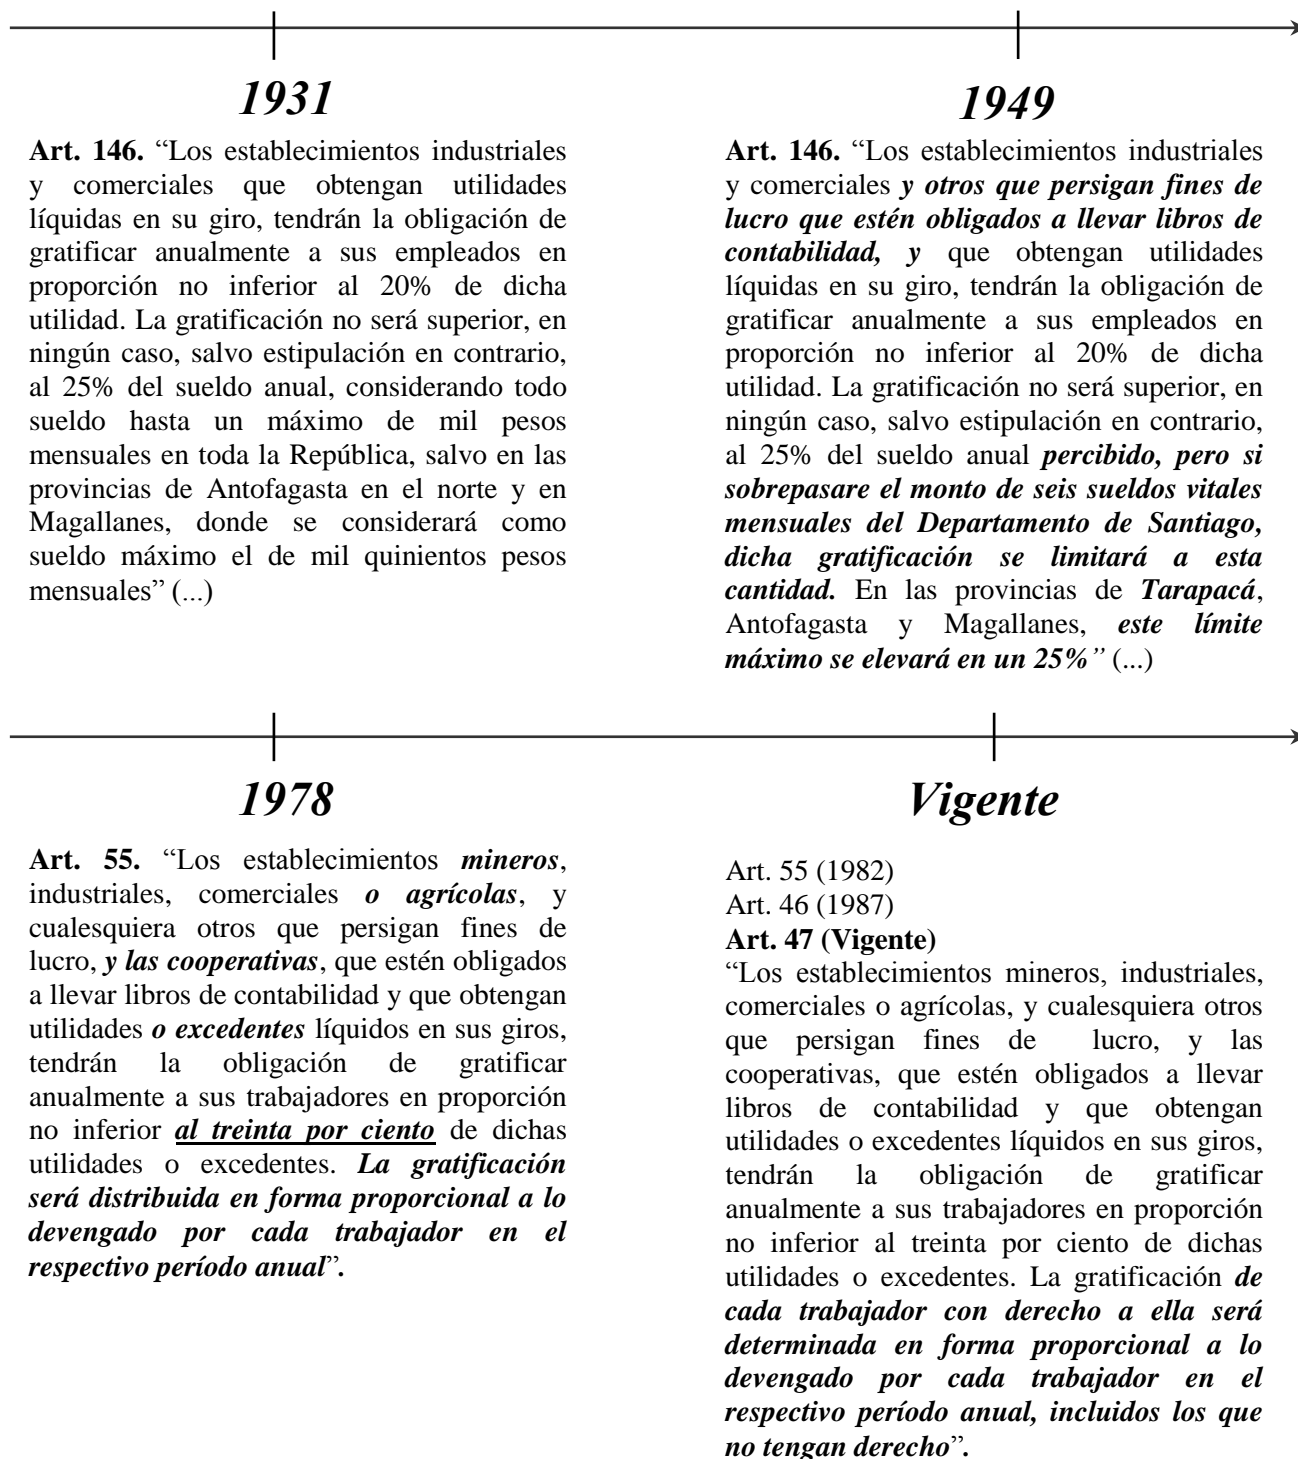 1931
Art. 146. “Los establecimientos industriales
y comerciales que obtengan utilidades
líquidas en su giro, tendrán la obligación de
gratificar anualmente a sus empleados en
proporción no inferior al 20% de dicha
utilidad. La gratificación no será superior, en
ningún caso, salvo estipulación en contrario,
al 25% del sueldo anual, considerando todo
sueldo hasta un máximo de mil pesos
mensuales en toda la República, salvo en las
provincias de Antofagasta en el norte y en
Magallanes, donde se considerará como
sueldo máximo el de mil quinientos pesos
mensuales” (...)
1949
Art. 146. “Los establecimientos industriales
y comerciales y otros que persigan fines de
lucro que estén obligados a llevar libros de
contabilidad, y que obtengan utilidades
líquidas en su giro, tendrán la obligación de
gratificar anualmente a sus empleados en
proporción no inferior al 20% de dicha
utilidad. La gratificación no será superior, en
ningún caso, salvo estipulación en contrario,
al 25% del sueldo anual percibido, pero si
sobrepasare el monto de seis sueldos vitales
mensuales del Departamento de Santiago,
dicha gratificación se limitará a esta
cantidad. En las provincias de Tarapacá,
Antofagasta y Magallanes, este límite
máximo se elevará en un 25%” (...)
1978
Art. 55. “Los establecimientos mineros,
industriales, comerciales o agrícolas, y
cualesquiera otros que persigan fines de
lucro, y las cooperativas, que estén obligados
a llevar libros de contabilidad y que obtengan
utilidades o excedentes líquidos en sus giros,
tendrán la obligación de gratificar
anualmente a sus trabajadores en proporción
no inferior al treinta por ciento de dichas
utilidades o excedentes. La gratificación
será distribuida en forma proporcional a lo
devengado por cada trabajador en el
respectivo período anual”.
Vigente
Art. 55 (1982)
Art. 46 (1987)
Art. 47 (Vigente)
“Los establecimientos mineros, industriales,
comerciales o agrícolas, y cualesquiera otros
que persigan fines de lucro, y las
cooperativas, que estén obligados a llevar
libros de contabilidad y que obtengan
utilidades o excedentes líquidos en sus giros,
tendrán la obligación de gratificar
anualmente a sus trabajadores en proporción
no inferior al treinta por ciento de dichas
utilidades o excedentes. La gratificación de
cada trabajador con derecho a ella será
determinada en forma proporcional a lo
devengado por cada trabajador en el
respectivo período anual, incluidos los que
no tengan derecho”.